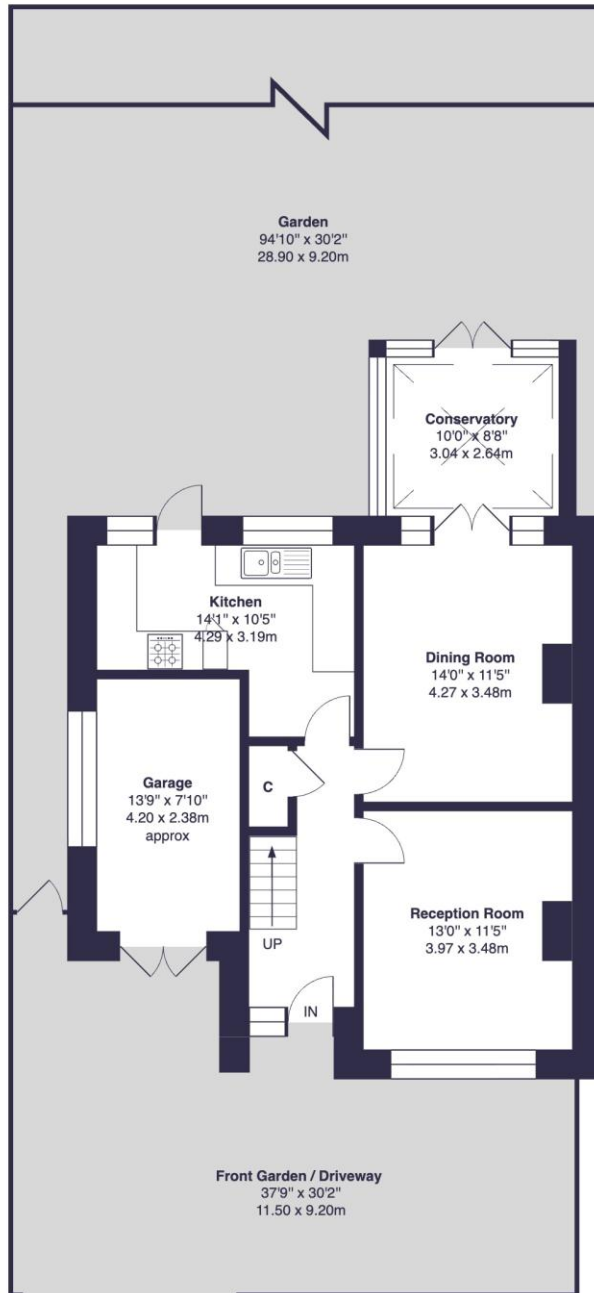 Garden
94'10" x 30'2"
28.90 x 9.20m
Conservatory
10'0" x 8'8"
3.04 x 2.64m
Kitchen
14'1" x 10'5"
4.29 x 3.19m
Dining Room
14'0" x 11'5"
4.27 x 3.48m
Garage
13'9" x 7'10"
4.20 x 2.38m
approx
C
Reception Room
13'0" x 11'5"
3.97 x 3.48m
UP
IN
Front Garden / Driveway
37'9" x 30'2"
11.50 x 9.20m